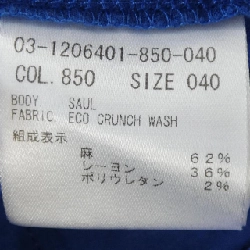 03-1206401-850-040
COL. 850 SIZE 040
BODY SAUL
FABRIC ECO CRUNCH WASH
組成表示
麻 62%
レーヨン 36%
ポリウレタン 2%